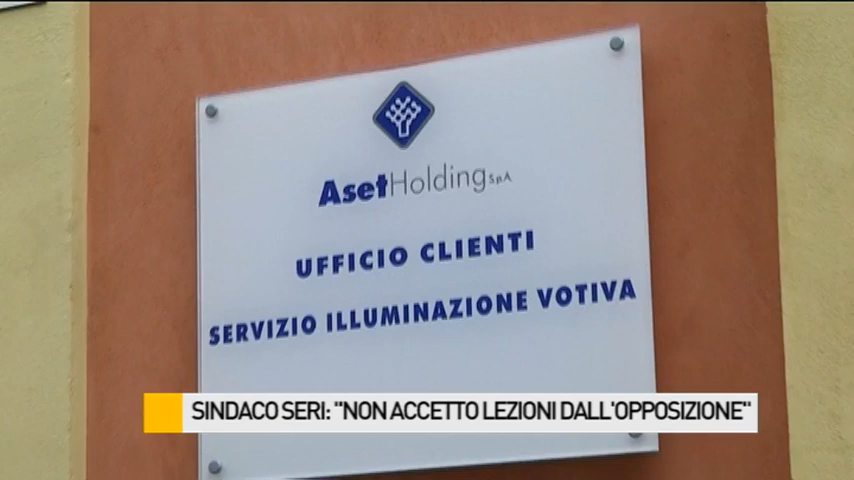 AsetHolding SpA
UFFICIO CLIENTI
SERVIZIO ILLUMINAZIONE VOTIVA
SINDACO SERI: "NON ACCETTO LEZIONI DALL'OPPOSIZIONE"